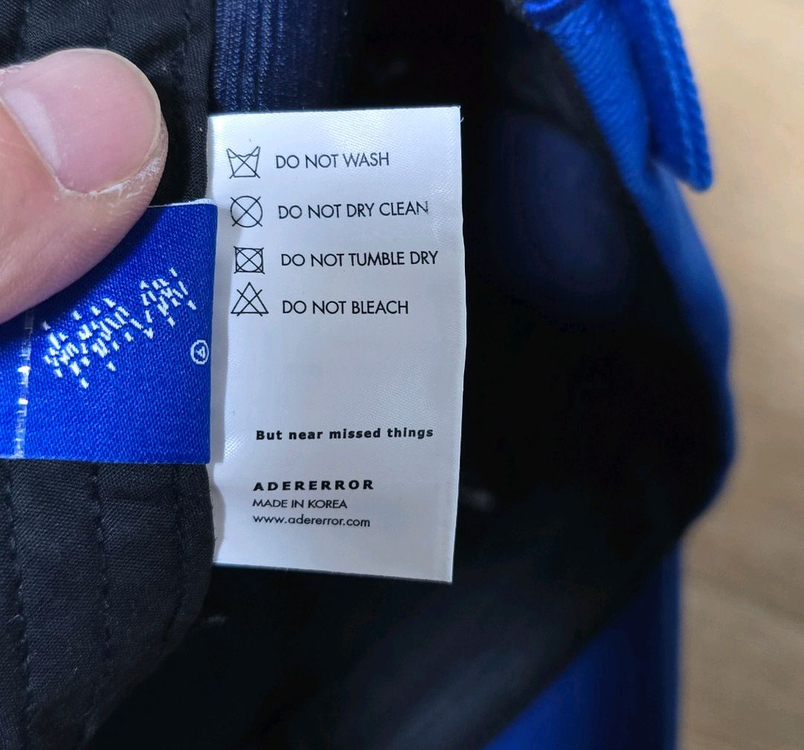 DO NOT WASH
DO NOT DRY CLEAN
DO NOT TUMBLE DRY
DO NOT BLEACH
But near missed things
ADERERROR
MADE IN KOREA
www.adererror.com